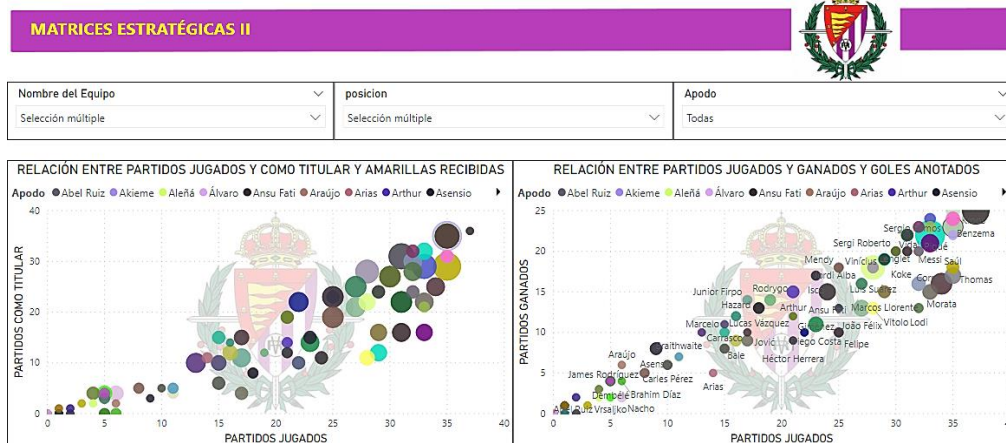 MATRICES ESTRATÉGICAS II
Nombre del Equipo
Selección múltiple
posicion
Selección múltiple
Apodo
Todas
RELACIÓN ENTRE PARTIDOS JUGADOS Y COMO TITULAR Y AMARILLAS RECIBIDAS
Apodo Abel Ruiz Akieme Aleñá Álvaro Ansu Fati Araújo Arias Arthur Asensio
PARTIDOS COMO TITULAR
40
30
20
10
0
0 5 10 15 20 25 30 35 40
PARTIDOS JUGADOS
RELACIÓN ENTRE PARTIDOS JUGADOS Y GANADOS Y GOLES ANOTADOS
Apodo Abel Ruiz Akieme Aleñá Álvaro Ansu Fati Araújo Arias Arthur Asensio
PARTIDOS GANADOS
25
20
15
10
5
0
Sergi Roberto
Benzema
Mendy
Vinícius
Messi Saúl
Jordi Alba
Koke
Thomas
Junior Firpo
Rodrygo
Isco
Luis Suárez
Hazard
Morata
Arthur
Marcos Llorente
Marcelo
Lucas Vázquez
João Félix
Vitolo Lodi
Carrasco
Jović
Diego Costa
Felipe
Braithwaite
Bale
Héctor Herrera
Araújo
James Rodríguez
Carles Pérez
Arias
Dembélé
Brahim Díaz
Vrsaljko
Nacho
0 5 10 15 20 25 30 35
PARTIDOS JUGADOS